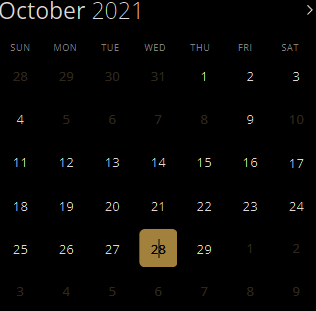 October 2021
SUN MON TUE WED THU FRI SAT
28 29 30 31 1 2 3
4 5 6 7 8 9 10
11 12 13 14 15 16 17
18 19 20 21 22 23 24
25 26 27 28 29 1 2
3 4 5 6 7 8 9